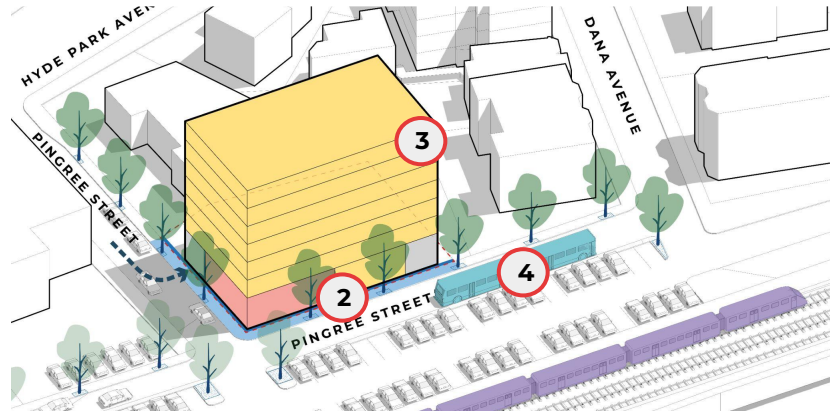 HYDE PARK AVE
DANA AVENUE
PINGREE STREET
3
4
2
PINGREE STREET